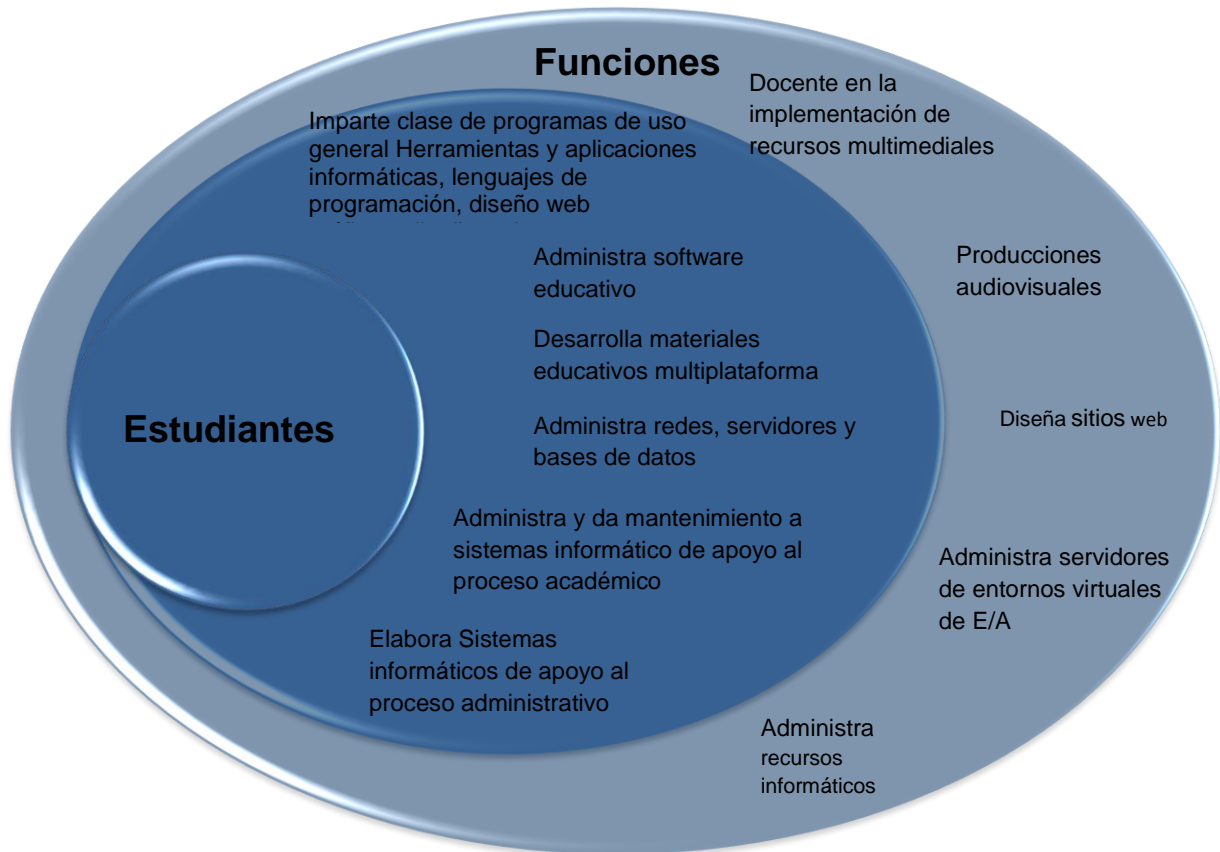 Funciones
Docente en la
implementación de
recursos multimediales
Imparte clase de programas de uso
general Herramientas y aplicaciones
informáticas, lenguajes de
programación, diseño web
Administra software
educativo
Producciones
audiovisuales
Desarrolla materiales
educativos multiplataforma
Estudiantes
Administra redes, servidores y
bases de datos
Diseña sitios web
Administra y da mantenimiento a
sistemas informático de apoyo al
proceso académico
Administra servidores
de entornos virtuales
de E/A
Elabora Sistemas
informáticos de apoyo al
proceso administrativo
Administra
recursos
informáticos